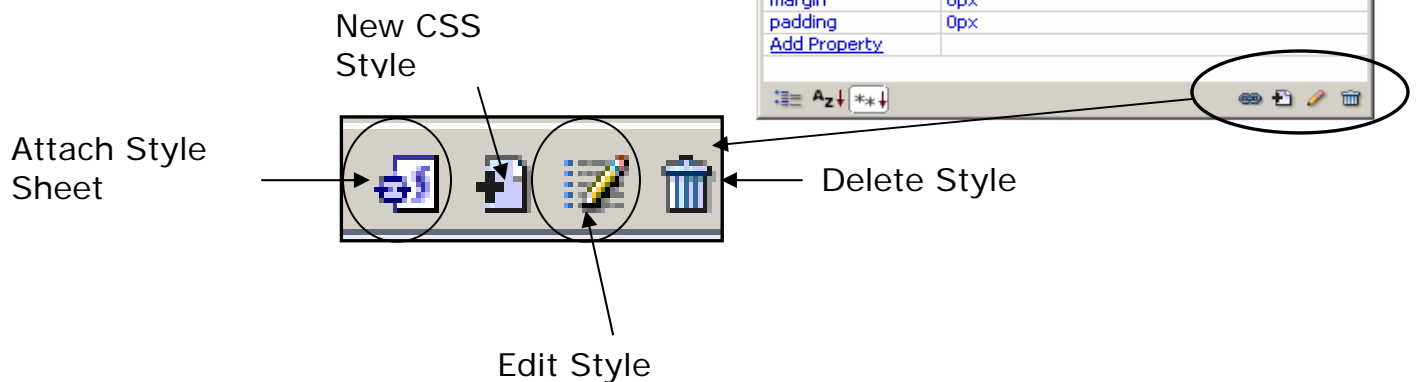 margin 0px
padding 0px
Add Property
New CSS
Style
Attach Style
Sheet
Delete Style
Edit Style